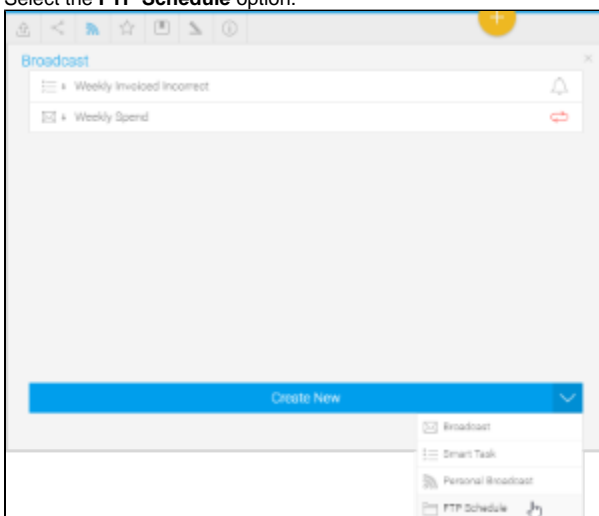 Select the FTP Schedule option.
Broadcast
Weekly Invoiced Incorrect
Weekly Spend
Create New
Broadcast
Smart Task
Personal Broadcast
FTP Schedule